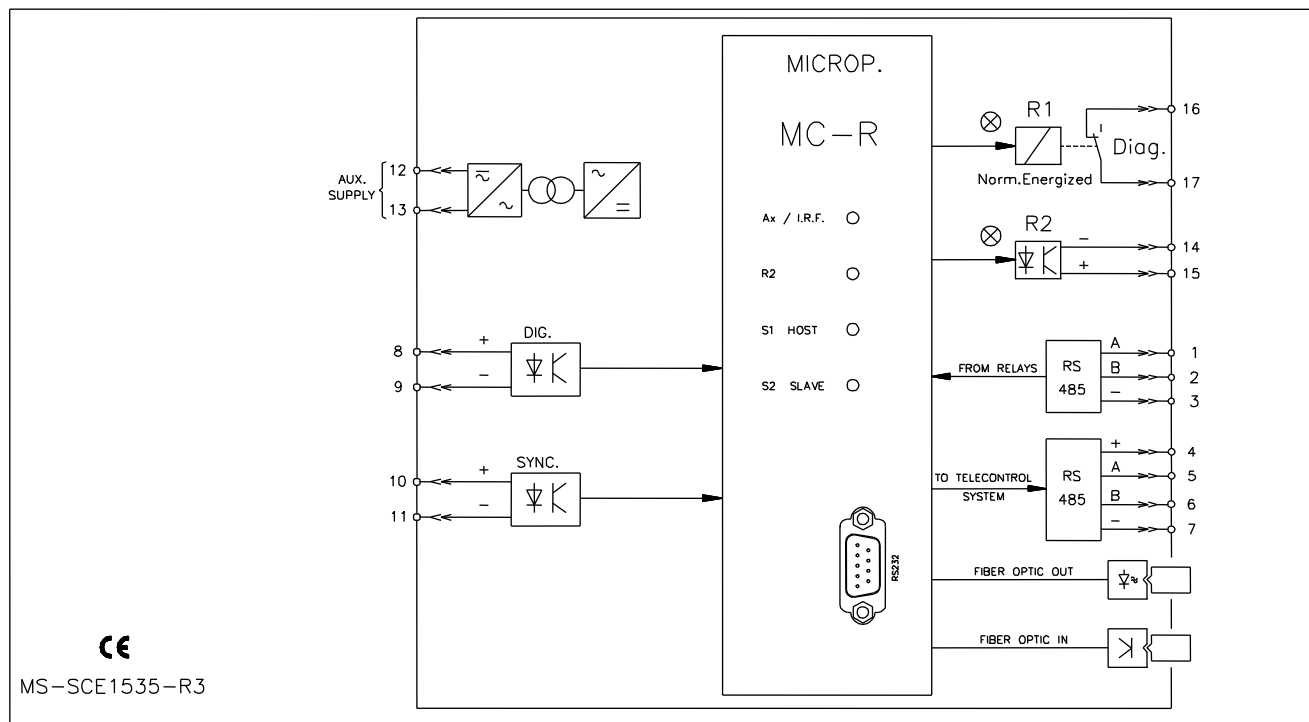 MICROP.
MC-R
AUX.
SUPPLY
12
13
Ax / I.R.F.
R2
S1 HOST
S2 SLAVE
RS232
DIG.
8 +
9 -
SYNC.
10 +
11 -
R1
Norm.Energized
Diag.
16
17
R2
- 14
+ 15
FROM RELAYS
RS
485
A 1
B 2
- 3
TO TELECONTROL
SYSTEM
RS
485
+ 4
A 5
B 6
- 7
FIBER OPTIC OUT
FIBER OPTIC IN
CE
MS-SCE1535-R3